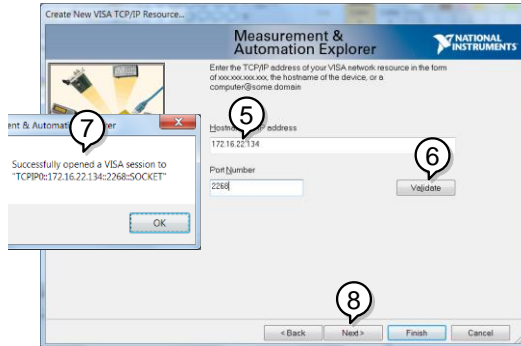 Create New VISA TCP/IP Resource...
Measurement &
Automation Explorer
NATIONAL
INSTRUMENTS
Enter the TCP/IP address of your VISA network resource in the form
of xxx.xxx.xxx.xxx, the hostname of the device, or a
computer@some.domain
5
address
172.16.22.134
Port Number
2268
6
Validate
7
Successfully opened a VISA session to
"TCPIP0::172.16.22.134::2268::SOCKET"
OK
8
< Back
Next >
Finish
Cancel